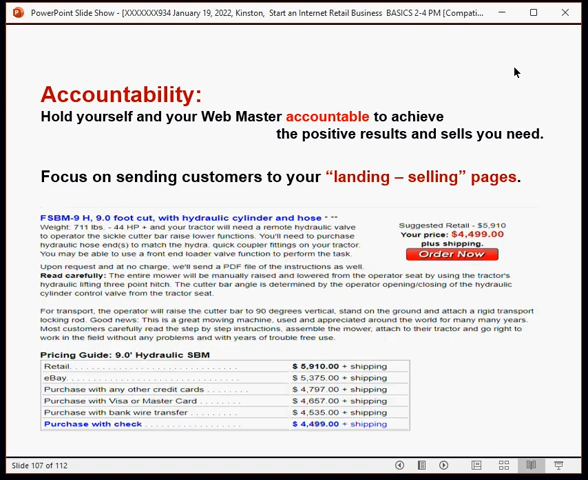 PowerPoint Slide Show - [XXXXXXX934 January 19, 2022, Kinston, Start an Internet Retail Business BASICS 2-4 PM [Compati...
Accountability:
Hold yourself and your Web Master accountable to achieve
the positive results and sells you need.
Focus on sending customers to your “landing – selling” pages.
FSBM-9 H, 9.0 foot cut, with hydraulic cylinder and hose
Weight: 711 lbs. - 44 HP + and your tractor will need a remote hydraulic valve
to operator the sickle cutter bar raise lower functions. You'll need to purchase
hydraulic hose end(s) to match the hydra. quick coupler fittings on your tractor.
You may be able to use a front end loader valve function to perform the task.
Suggested Retail - $5,910
Your price: $4,499.00
plus shipping.
Order Now
Upon request and at no charge, we'll send a PDF file of the instructions as well.
Read carefully: The entire mower will be manually raised and lowered from the operator seat by using the tractor's
hydraulic lifting three point hitch. The cutter bar angle is determined by the operator opening/closing of the hydraulic
cylinder control valve from the tractor seat.
For transport, the operator will raise the cutter bar to 90 degrees vertical, stand on the ground and attach a rigid transport
locking rod. Good news: This is a great mowing machine, used and appreciated around the world for many many years.
Most customers carefully read the step by step instructions, assemble the mower, attach to their tractor and go right to
work in the field without any problems and with years of trouble free use.
Pricing Guide: 9.0' Hydraulic SBM
Retail. . . . . . . . . . . . . . . . . . . . $ 5,910.00 + shipping
eBay. . . . . . . . . . . . . . . . . . . . $ 5,375.00 + shipping
Purchase with any other credit cards . . . . . . . . $ 4,797.00 + shipping
Purchase with Visa or Master Card . . . . . . . . $ 4,657.00 + shipping
Purchase with bank wire transfer . . . . . . . . . $ 4,535.00 + shipping
Purchase with check . . . . . . . . . . . . . $ 4,499.00 + shipping
Slide 107 of 112